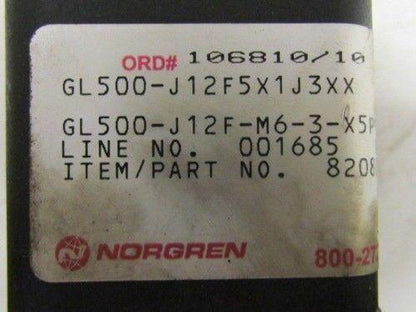 ORD# 106810/10
GL500-J12F5X1J3XX
GL500-J12F-M6-3-X5P
LINE NO. 001685
ITEM/PART NO. 8208
NORGREN 800-27